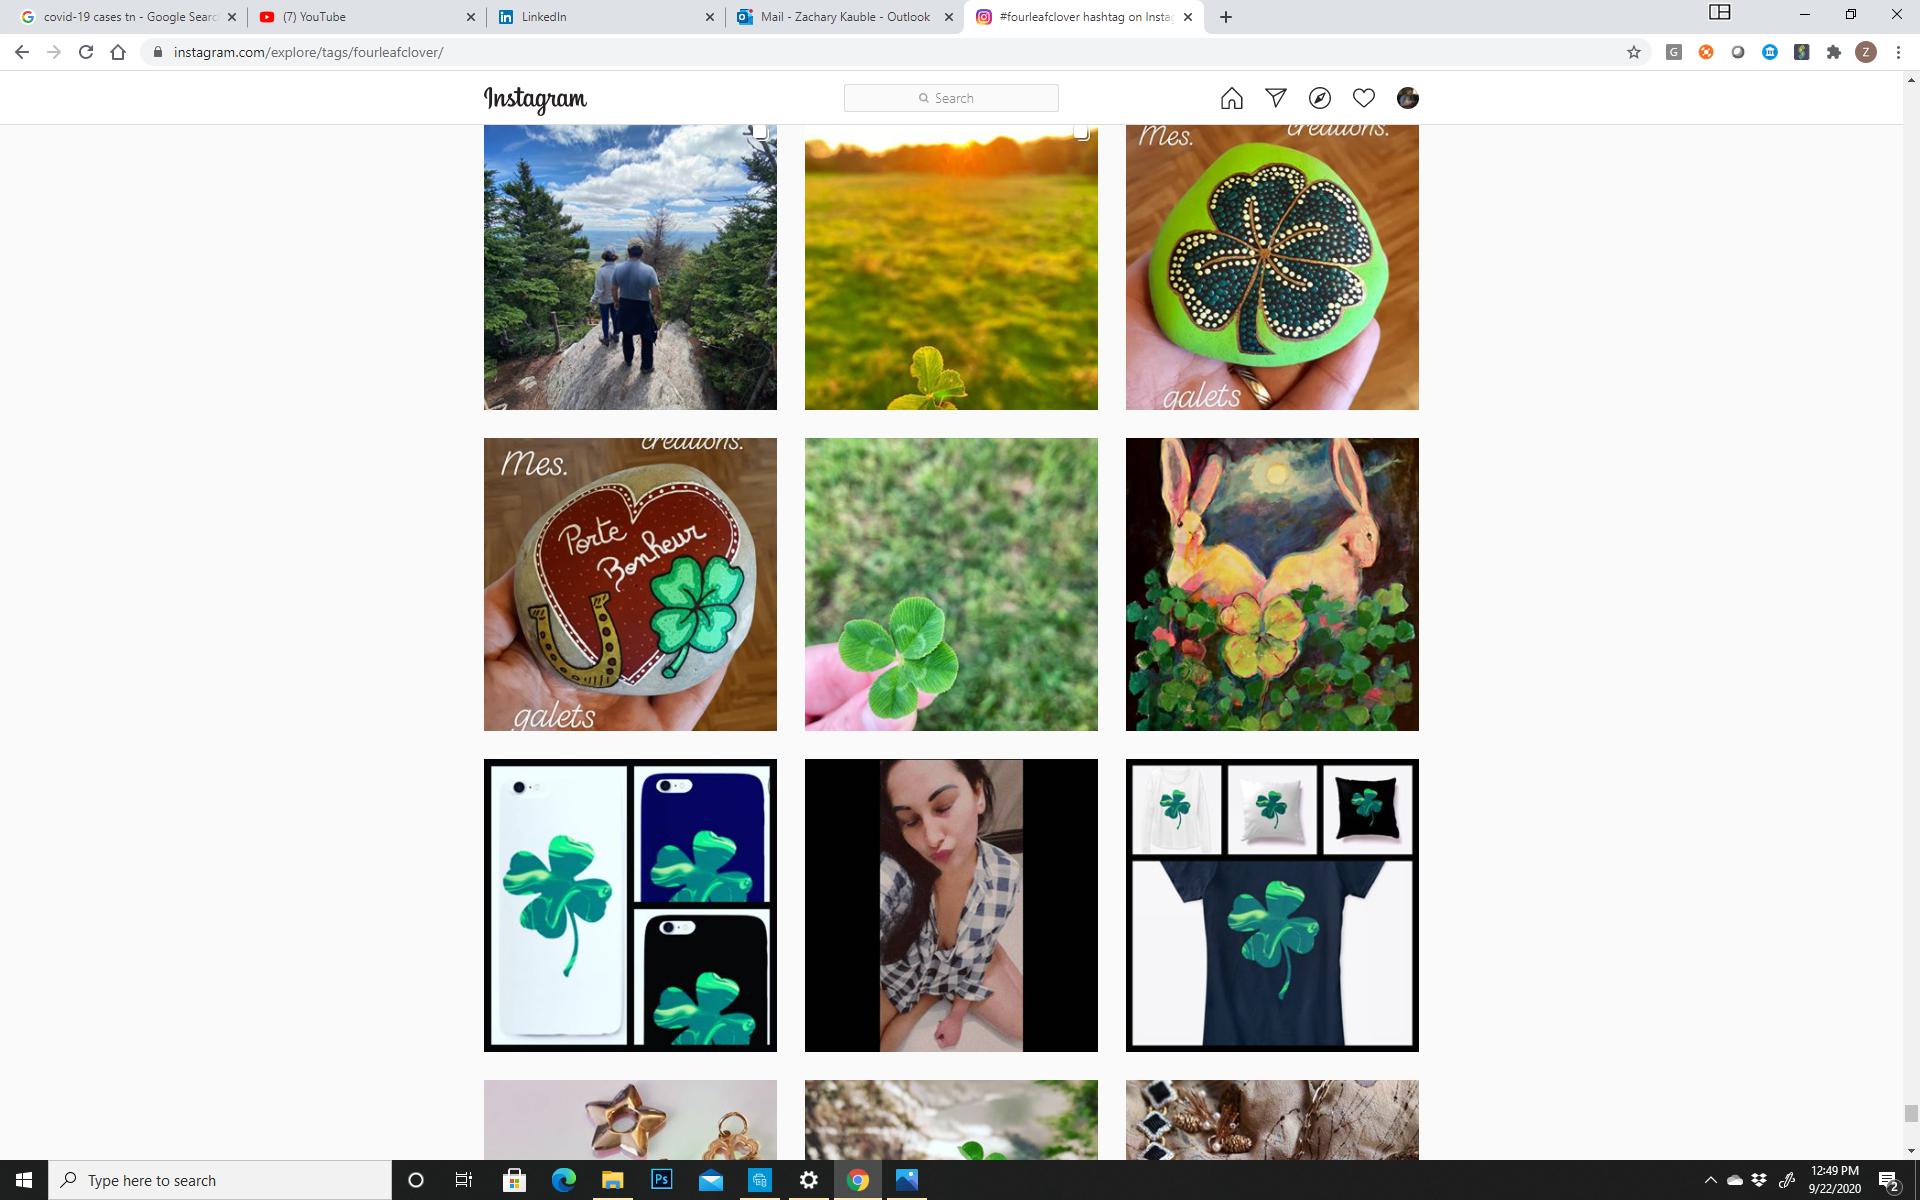 covid-19 cases tn - Google Searc
(7) YouTube
LinkedIn
Mail - Zachary Kauble - Outlook
#fourleafclover hashtag on Insta
instagram.com/explore/tags/fourleafclover/
G
Z
Instagram
Search
Mes.
creations.
galets
creations.
Mes.
Porte
Bonheur
galets
Type here to search
Ps
12:49 PM
9/22/2020
2